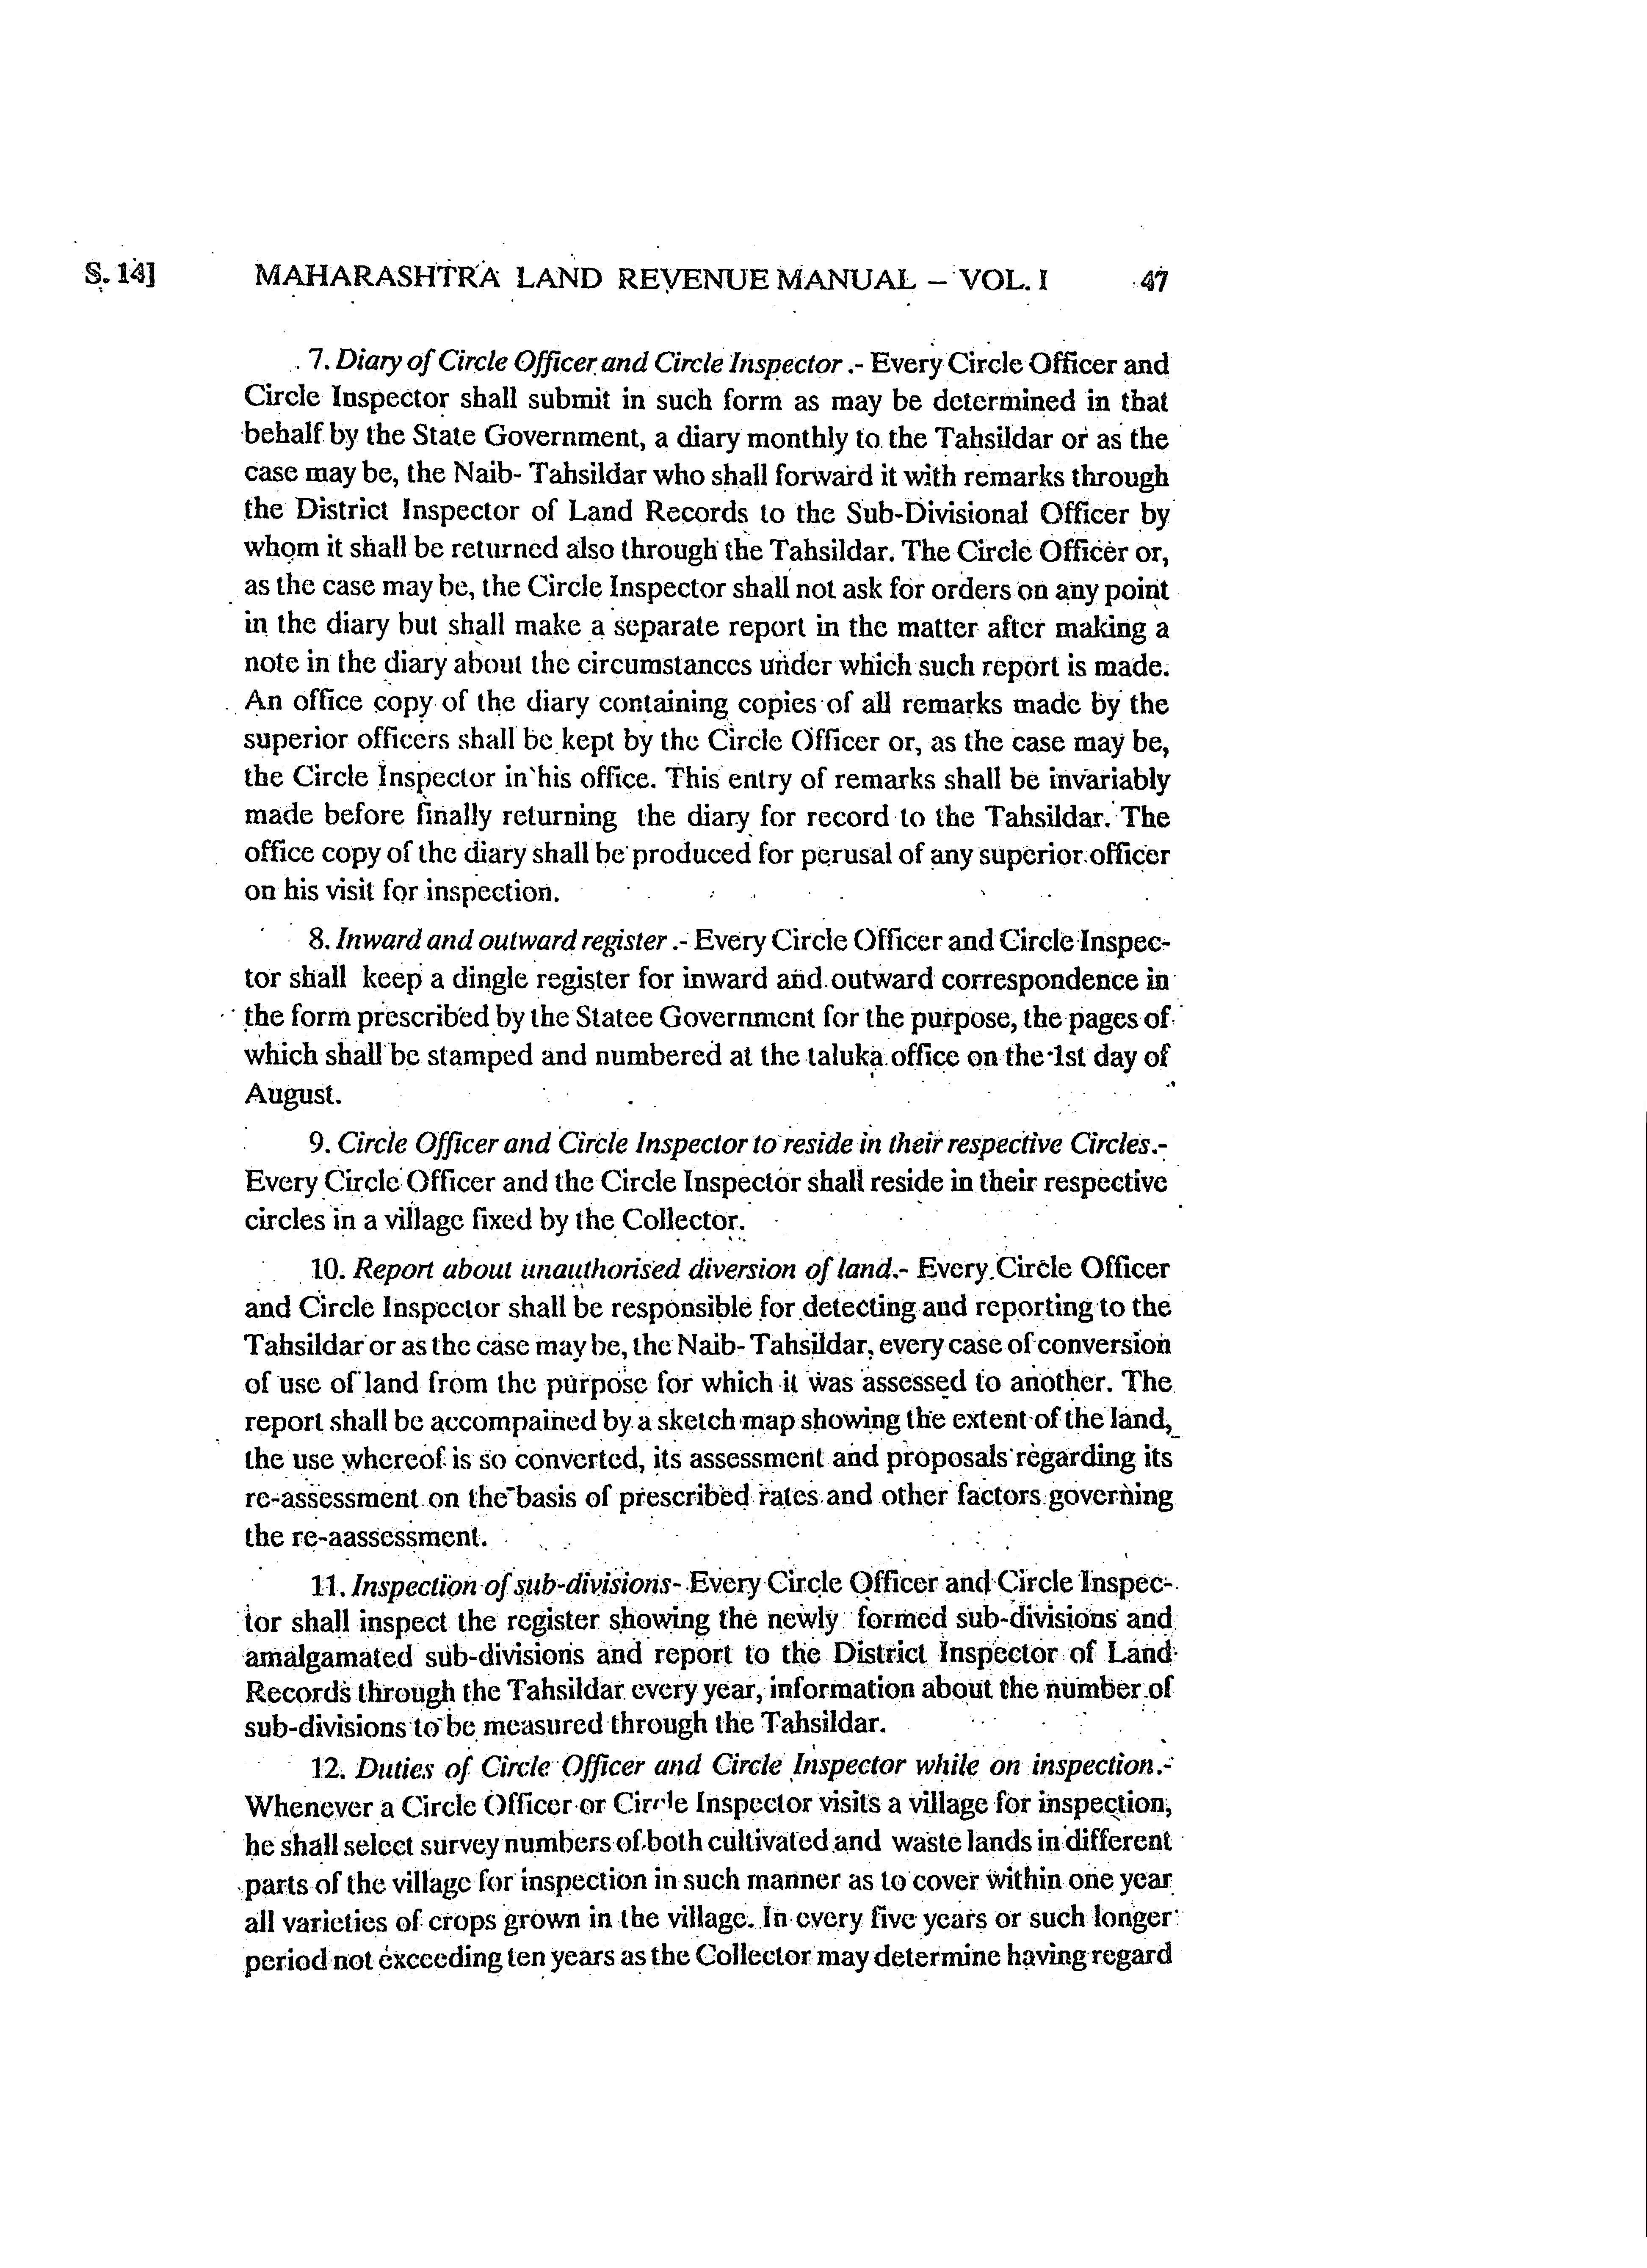 S. 14] MAHARASHTRA LAND REVENUE MANUAL – VOL. I 47
7. Diary of Circle Officer and Circle Inspector .- Every Circle Officer and
Circle Inspector shall submit in such form as may be determined in that
behalf by the State Government, a diary monthly to the Tahsildar or as the
case may be, the Naib- Tahsildar who shall forward it with remarks through
the District Inspector of Land Records to the Sub-Divisional Officer by
whom it shall be returned also through the Tahsildar. The Circle Officer or,
as the case may be, the Circle Inspector shall not ask for orders on any point
in the diary but shall make a separate report in the matter after making a
note in the diary about the circumstances under which such report is made.
An office copy of the diary containing copies of all remarks made by the
superior officers shall be kept by the Circle Officer or, as the case may be,
the Circle Inspector in his office. This entry of remarks shall be invariably
made before finally returning the diary for record to the Tahsildar. The
office copy of the diary shall be produced for perusal of any superior officer
on his visit for inspection.
8. Inward and outward register .- Every Circle Officer and Circle Inspec-
tor shall keep a dingle register for inward and outward correspondence in
the form prescribed by the Statee Government for the purpose, the pages of
which shall be stamped and numbered at the taluka office on the 1st day of
August.
9. Circle Officer and Circle Inspector to reside in their respective Circles.-
Every Circle Officer and the Circle Inspector shall reside in their respective
circles in a village fixed by the Collector.
10. Report about unauthorised diversion of land.- Every Circle Officer
and Circle Inspector shall be responsible for detecting and reporting to the
Tahsildar or as the case may be, the Naib- Tahsildar, every case of conversion
of use of land from the purpose for which it was assessed to another. The
report shall be accompained by a sketch map showing the extent of the land,
the use whereof is so converted, its assessment and proposals regarding its
re-assessment on the basis of prescribed rates and other factors governing
the re-aassessment.
11. Inspection of sub-divisions- Every Circle Officer and Circle Inspec-
tor shall inspect the register showing the newly formed sub-divisions and
amalgamated sub-divisions and report to the District Inspector of Land
Records through the Tahsildar every year, information about the number of
sub-divisions to be measured through the Tahsildar.
12. Duties of Circle Officer and Circle Inspector while on inspection.-
Whenever a Circle Officer or Circle Inspector visits a village for inspection,
he shall select survey numbers of both cultivated and waste lands in different
parts of the village for inspection in such manner as to cover within one year
all varieties of crops grown in the village. In every five years or such longer
period not exceeding ten years as the Collector may determine having regard